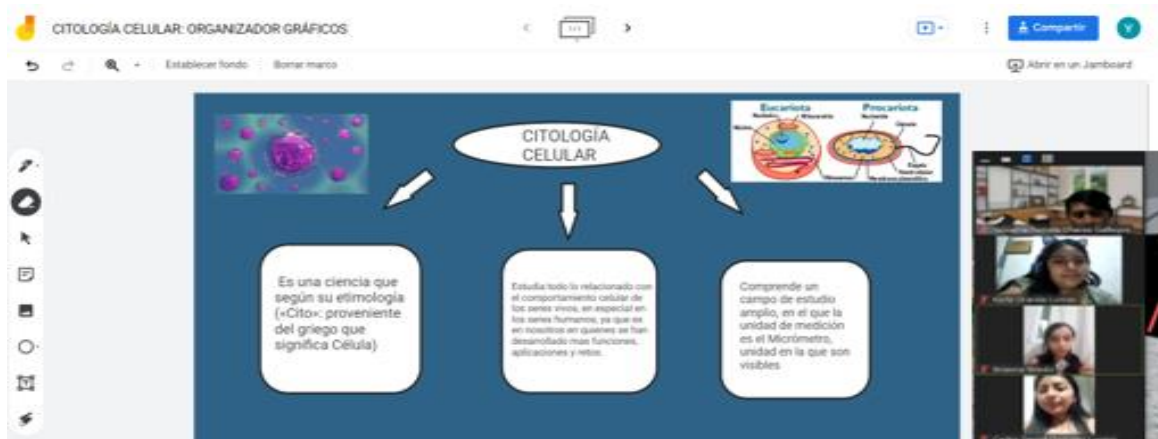 CITOLOGÍA CELULAR: ORGANIZADOR GRÁFICOS
Compartir
Y
Establecer fondo
Borrar marco
Abrir en un Jamboard
CITOLOGÍA
CELULAR
Eucariota
Procariota
Es una ciencia que
según su etimología
(«Cito»: proveniente
del griego que
significa Célula)
Estudia todo lo relacionado con
el comportamiento celular de
los seres vivos, en especial en
los seres humanos, ya que es
en nosotros en quienes se han
desarrollado mas funciones,
aplicaciones y retos.
Comprende un
campo de estudio
amplio, en el que la
unidad de medición
es el Micrómetro,
unidad en la que son
visibles